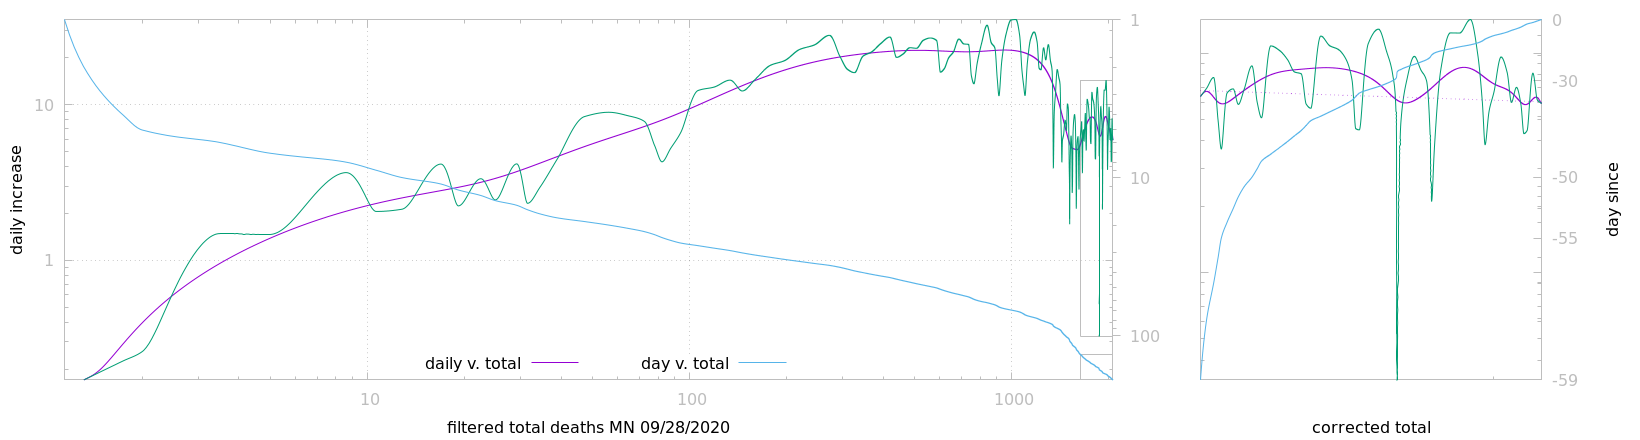 1
0
10
-30
daily increase
10
-50
day since
1
-55
100
daily v. total
day v. total
-59
10
100
1000
filtered total deaths MN 09/28/2020
corrected total